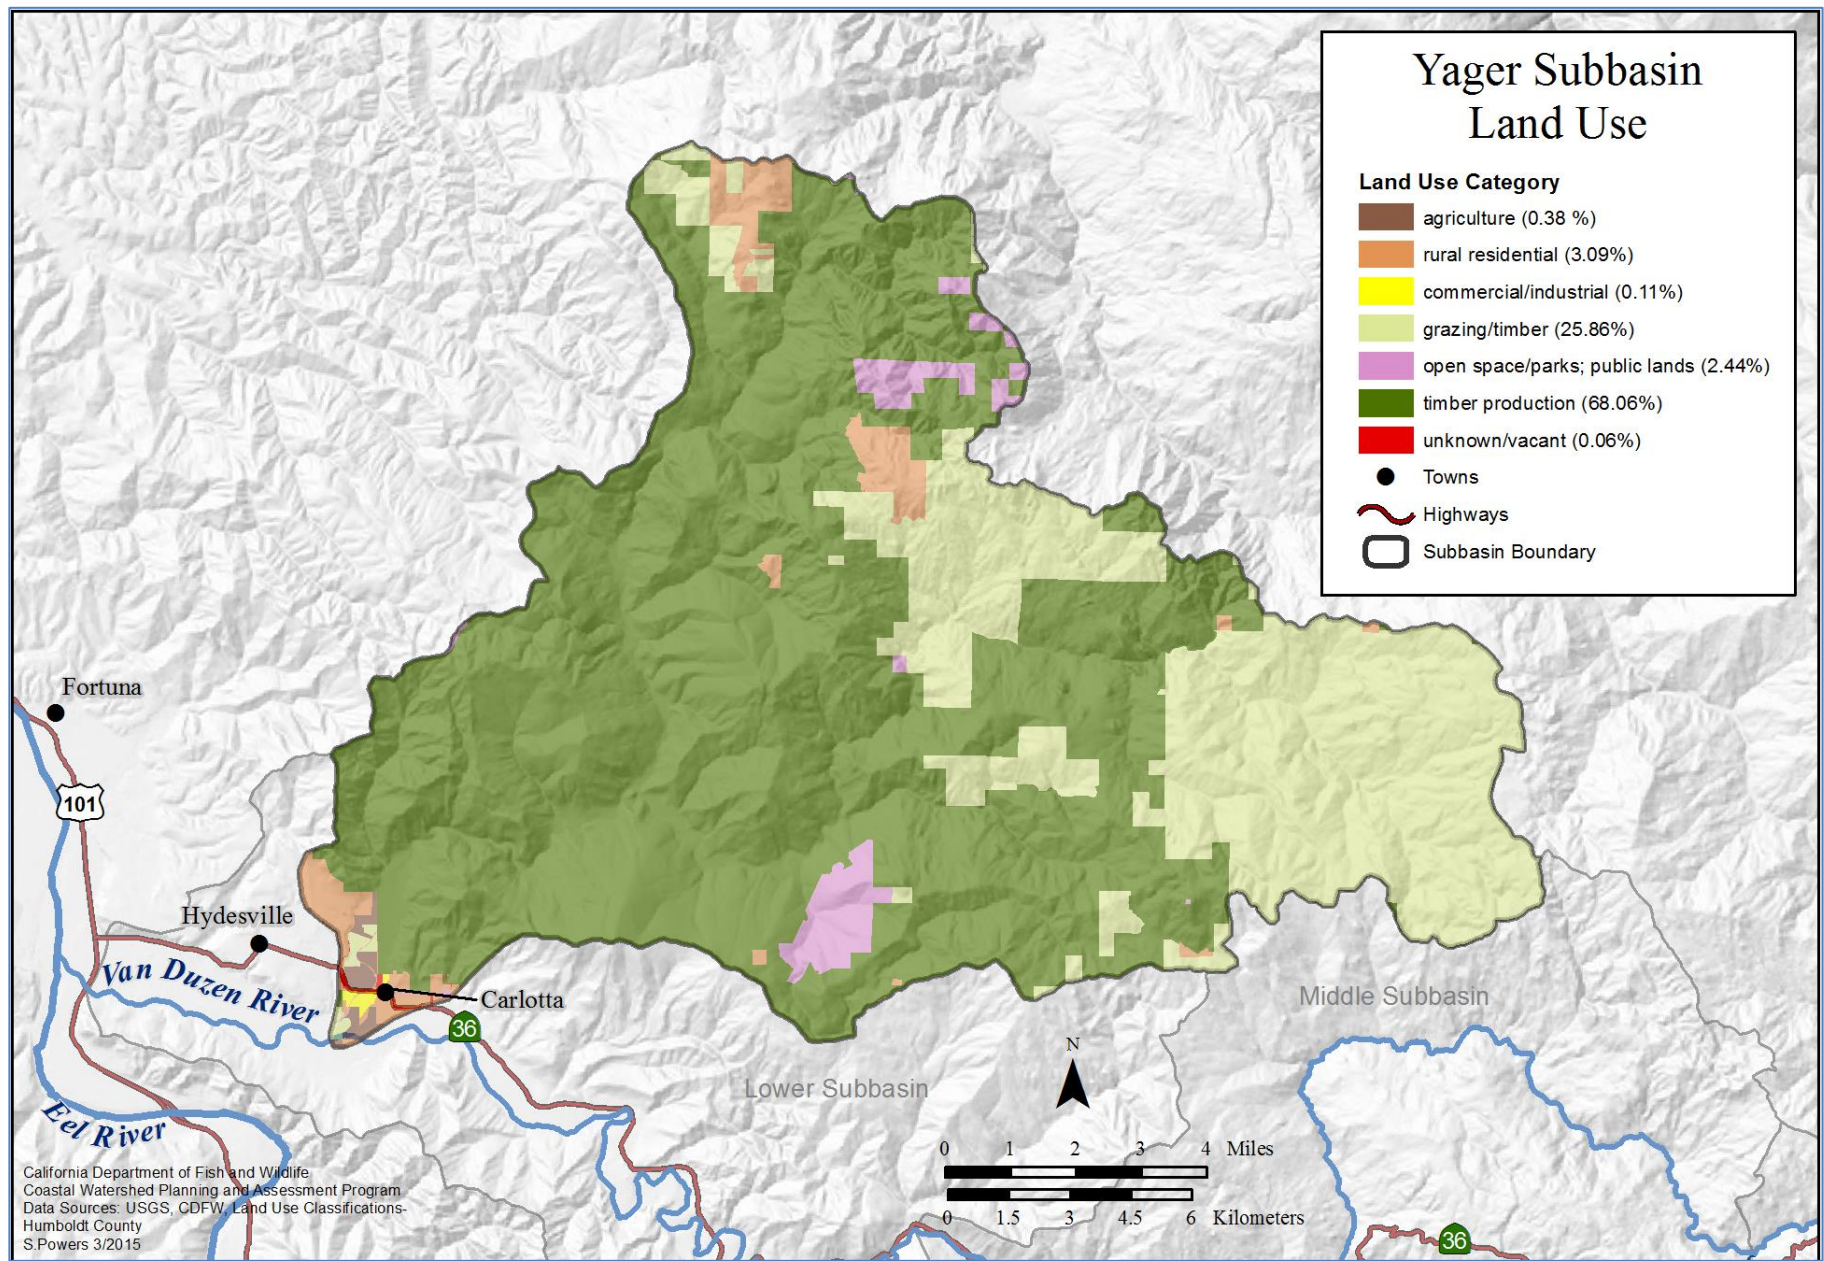 Yager Subbasin
Land Use
Land Use Category
agriculture (0.38 %)
rural residential (3.09%)
commercial/industrial (0.11%)
grazing/timber (25.86%)
open space/parks; public lands (2.44%)
timber production (68.06%)
unknown/vacant (0.06%)
Towns
Highways
Subbasin Boundary
Fortuna
101
Hydesville
Van Duzen River
Carlotta
36
Middle Subbasin
Lower Subbasin
Eel River
N
0 1 2 3 4 Miles
0 1.5 3 4.5 6 Kilometers
36
California Department of Fish and Wildlife
Coastal Watershed Planning and Assessment Program
Data Sources: USGS, CDFW, Land Use Classifications-
Humboldt County
S.Powers 3/2015